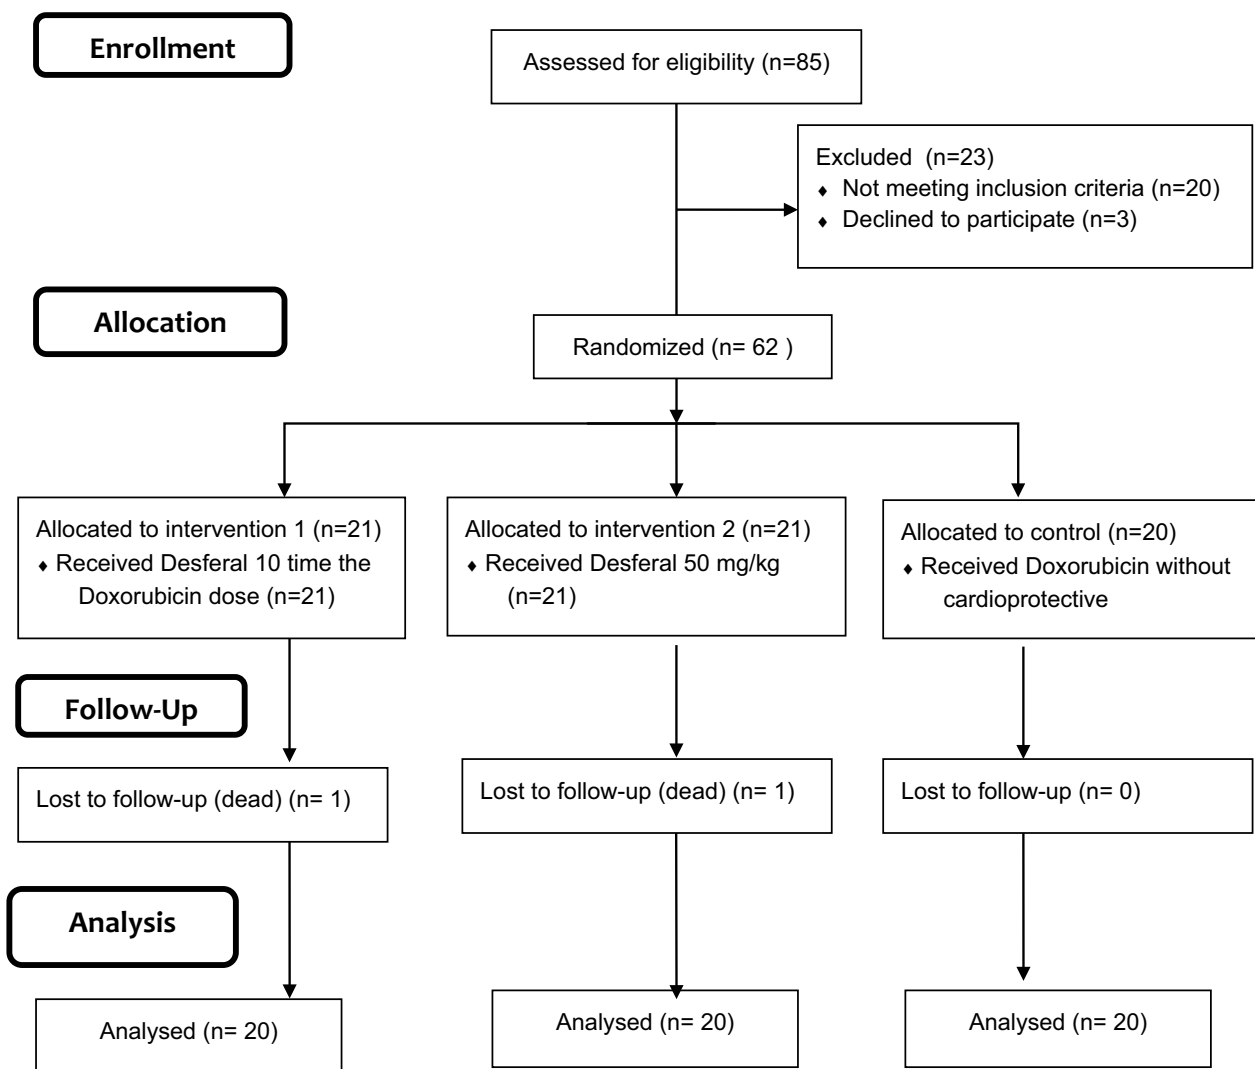 Enrollment
Assessed for eligibility (n=85)
Excluded (n=23)
♦ Not meeting inclusion criteria (n=20)
♦ Declined to participate (n=3)
Allocation
Randomized (n= 62 )
Allocated to intervention 1 (n=21)
♦ Received Desferal 10 time the
Doxorubicin dose (n=21)
Allocated to intervention 2 (n=21)
♦ Received Desferal 50 mg/kg
(n=21)
Allocated to control (n=20)
♦ Received Doxorubicin without
cardioprotective
Follow-Up
Lost to follow-up (dead) (n= 1)
Lost to follow-up (dead) (n= 1)
Lost to follow-up (n= 0)
Analysis
Analysed (n= 20)
Analysed (n= 20)
Analysed (n= 20)